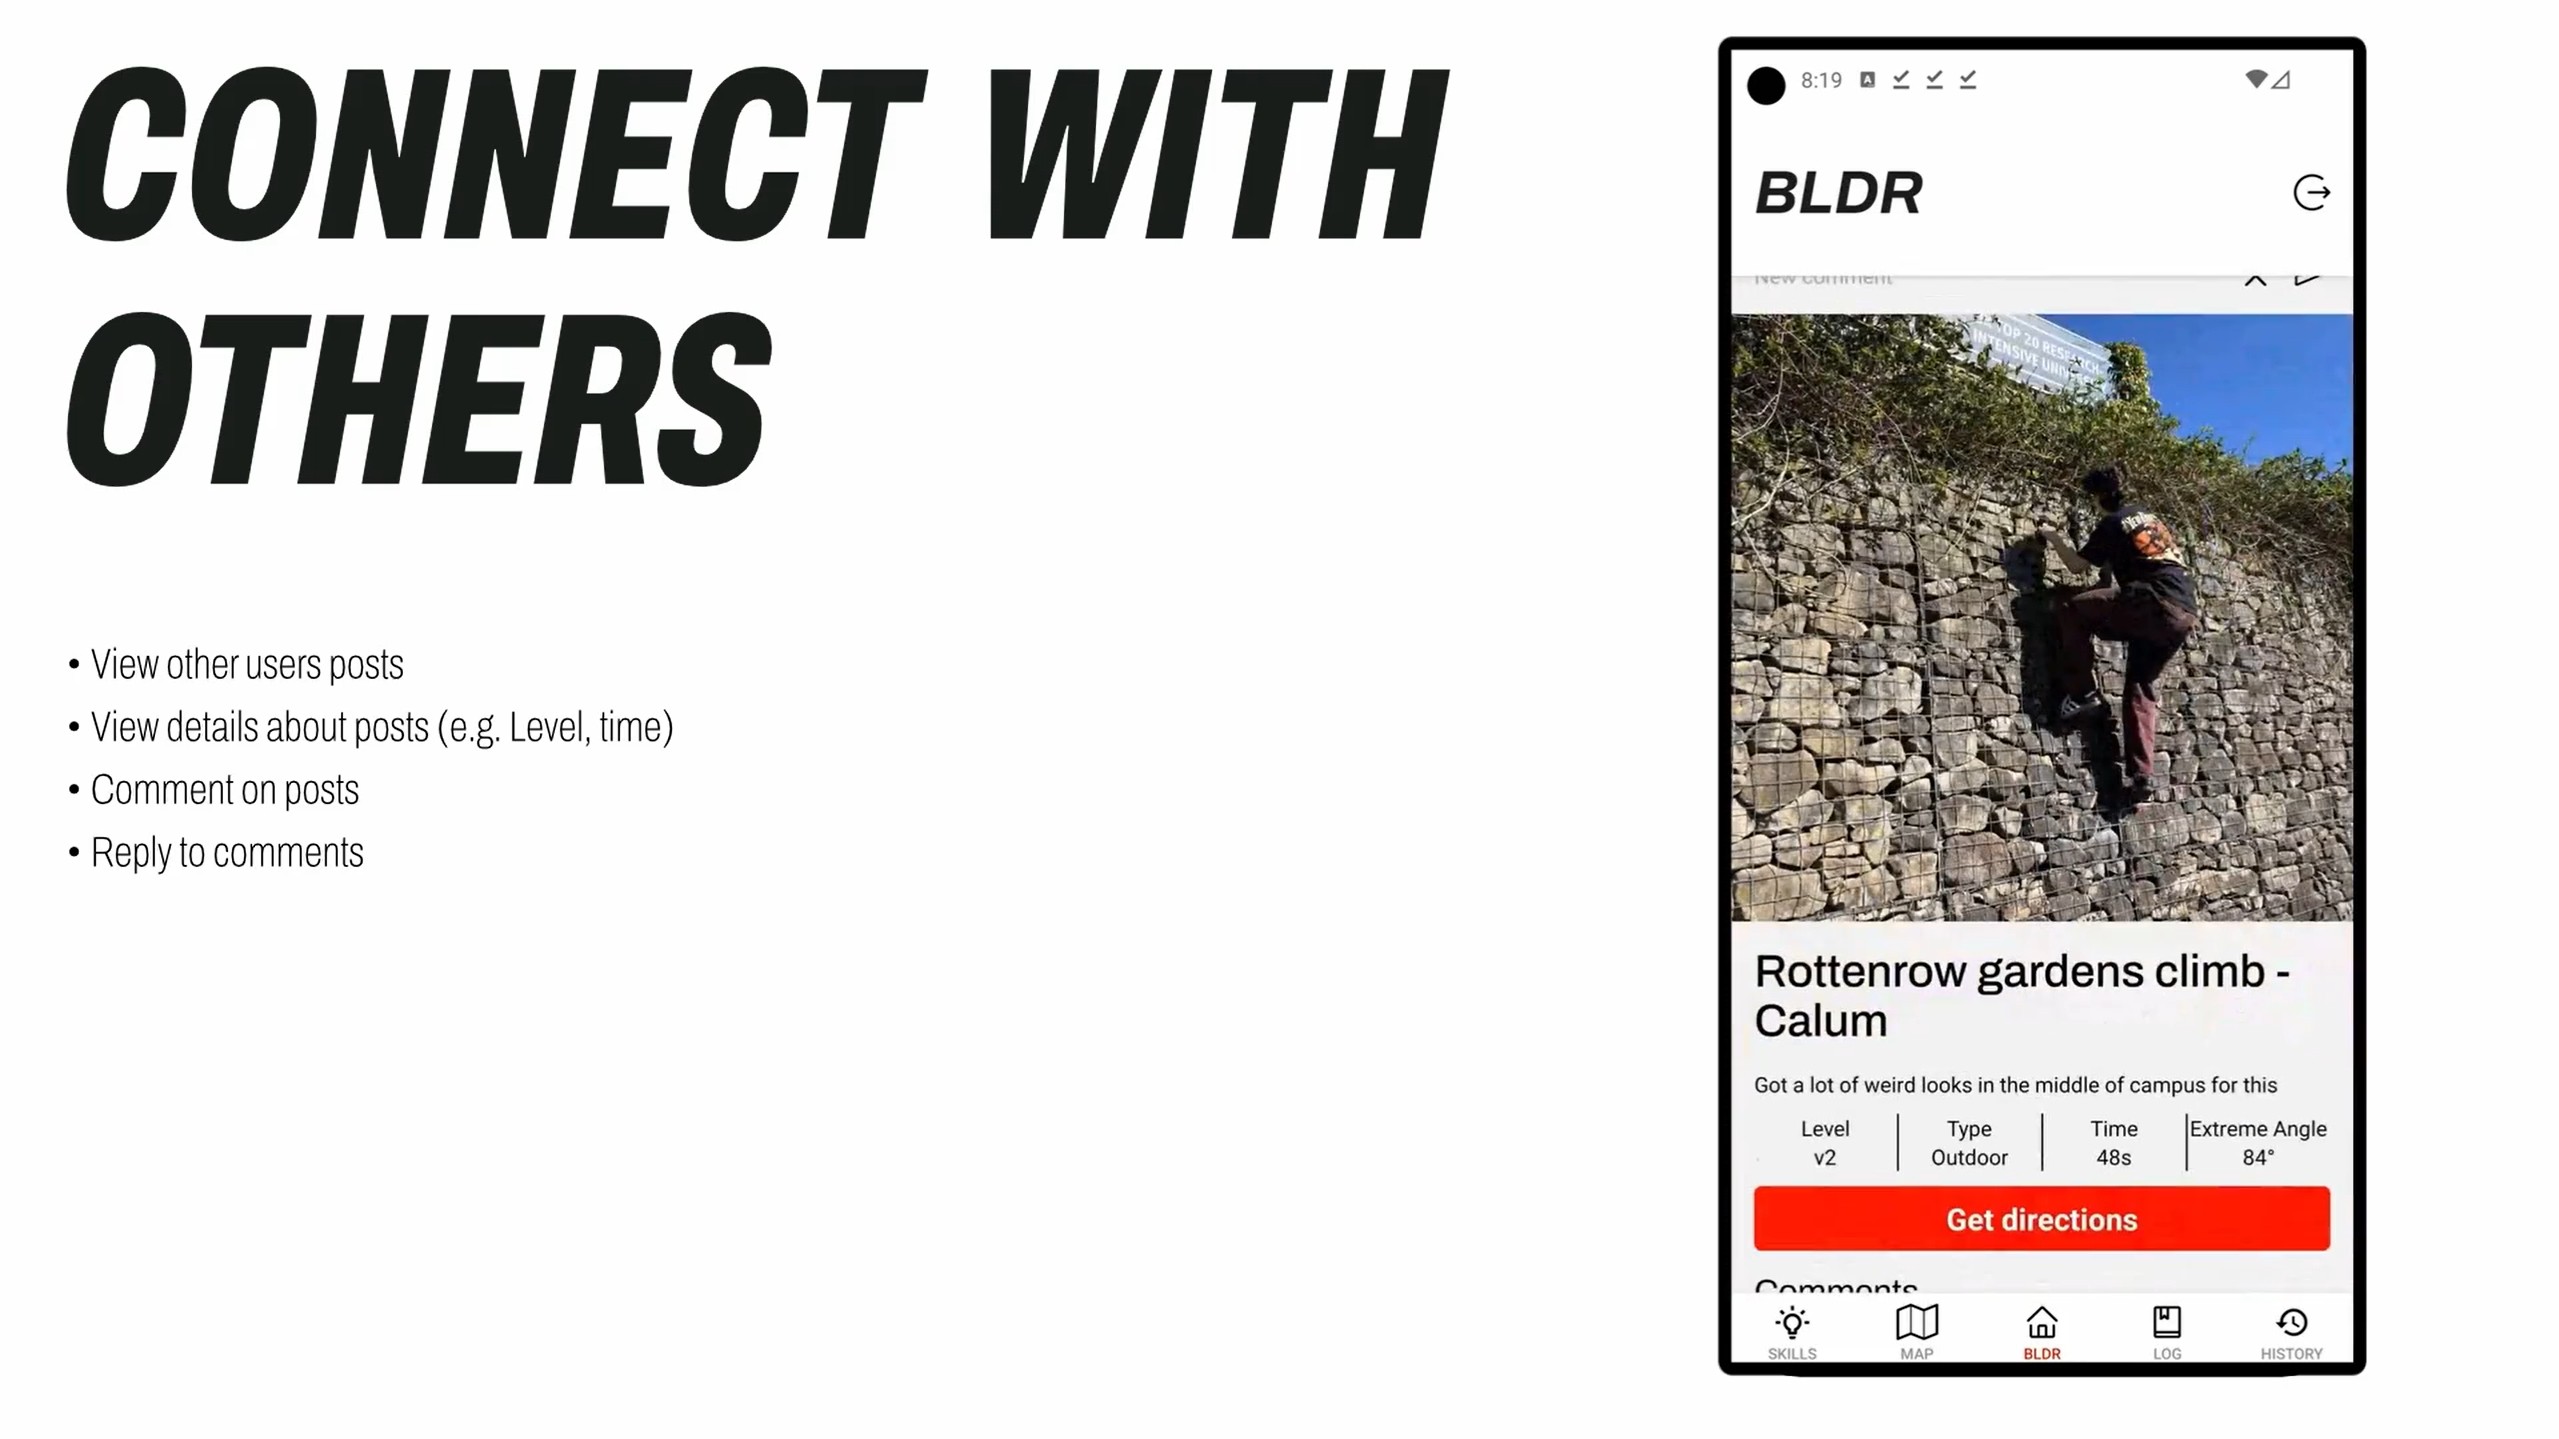 CONNECT WITH
OTHERS
• View other users posts
• View details about posts (e.g. Level, time)
• Comment on posts
• Reply to comments
8:19
BLDR
New comment
TOP 20 RESEARCH
INTENSIVE
Rottenrow gardens climb -
Calum
Got a lot of weird looks in the middle of campus for this
Level Type Time Extreme Angle
v2 Outdoor 48s 84°
Get directions
Comments
SKILLS MAP BLDR LOG HISTORY